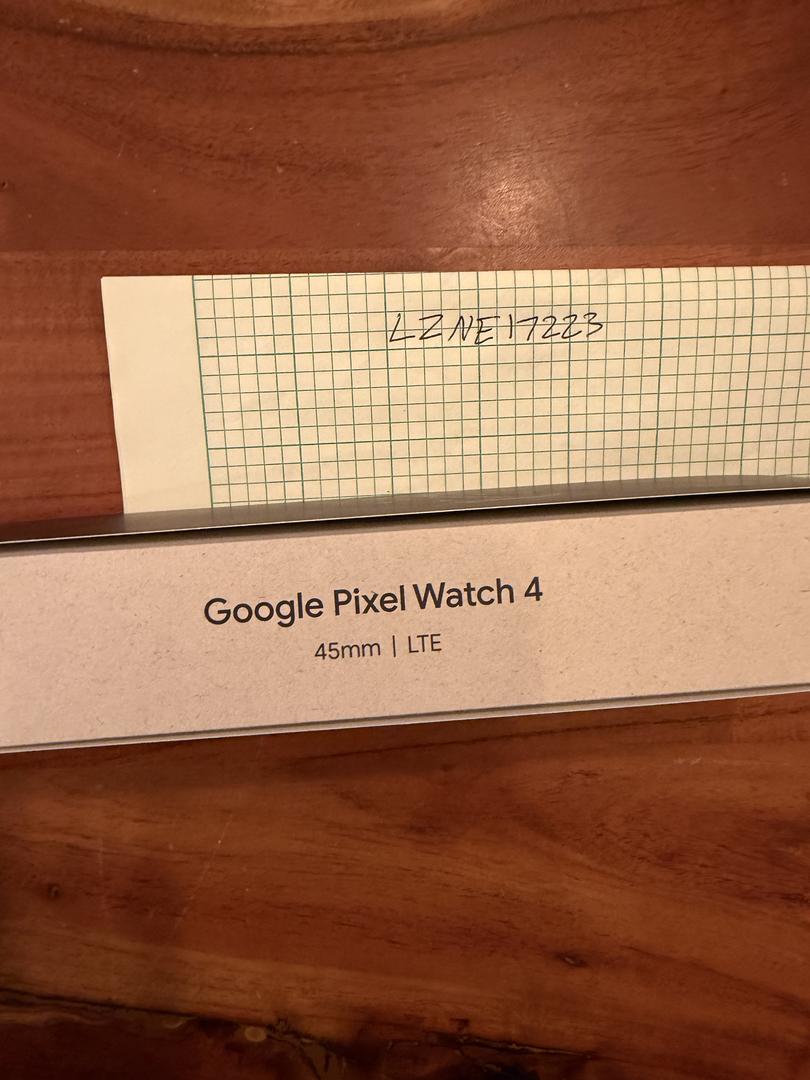 LZNE17223
Google Pixel Watch 4
45mm | LTE